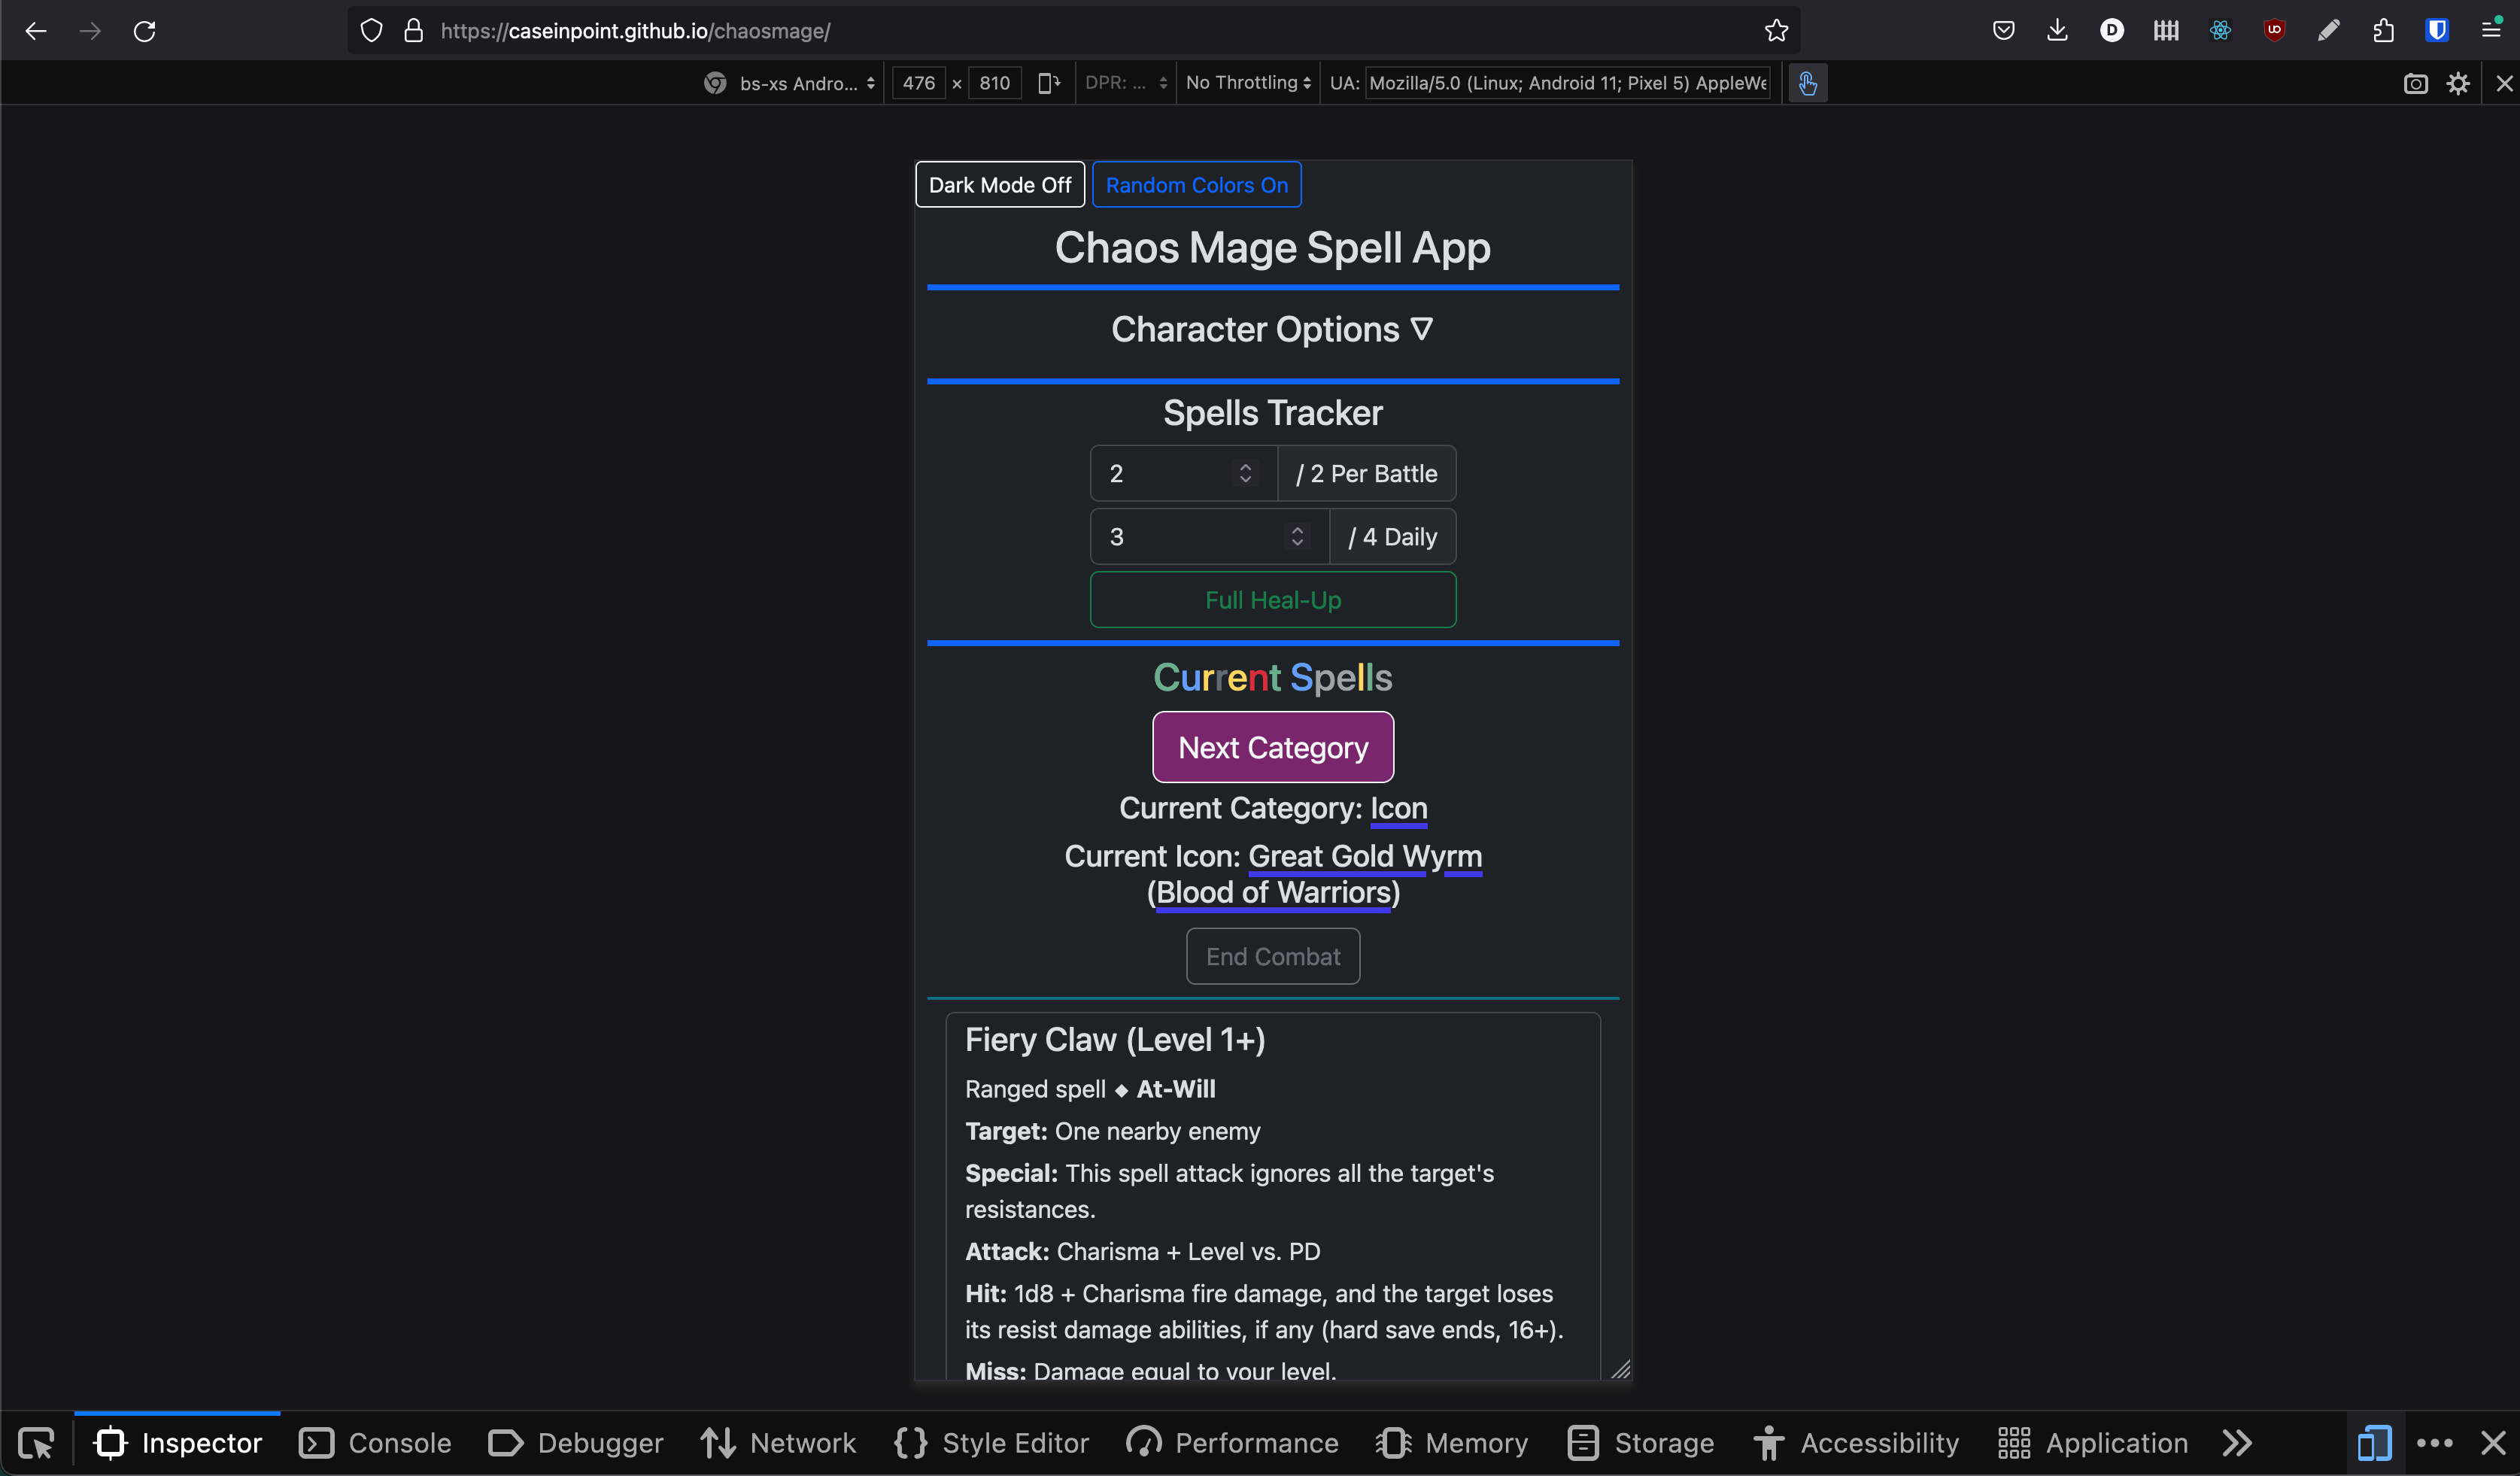 https://caseinpoint.github.io/chaosmage/
D
UO
bs-xs Andro... 476 × 810 DPR: ... No Throttling UA: Mozilla/5.0 (Linux; Android 11; Pixel 5) AppleWe
Dark Mode Off Random Colors On
Chaos Mage Spell App
Character Options ∇
Spells Tracker
2 / 2 Per Battle
3 / 4 Daily
Full Heal-Up
Current Spells
Next Category
Current Category: Icon
Current Icon: Great Gold Wyrm
(Blood of Warriors)
End Combat
Fiery Claw (Level 1+)
Ranged spell ◆ At-Will
Target: One nearby enemy
Special: This spell attack ignores all the target's
resistances.
Attack: Charisma + Level vs. PD
Hit: 1d8 + Charisma fire damage, and the target loses
its resist damage abilities, if any (hard save ends, 16+).
Miss: Damage equal to your level.
Inspector Console Debugger Network {} Style Editor Performance Memory Storage Accessibility Application